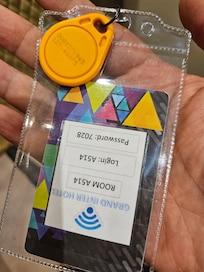 GRAND INTER HOTEL
ROOM A514
Login: A514
Password: 7028